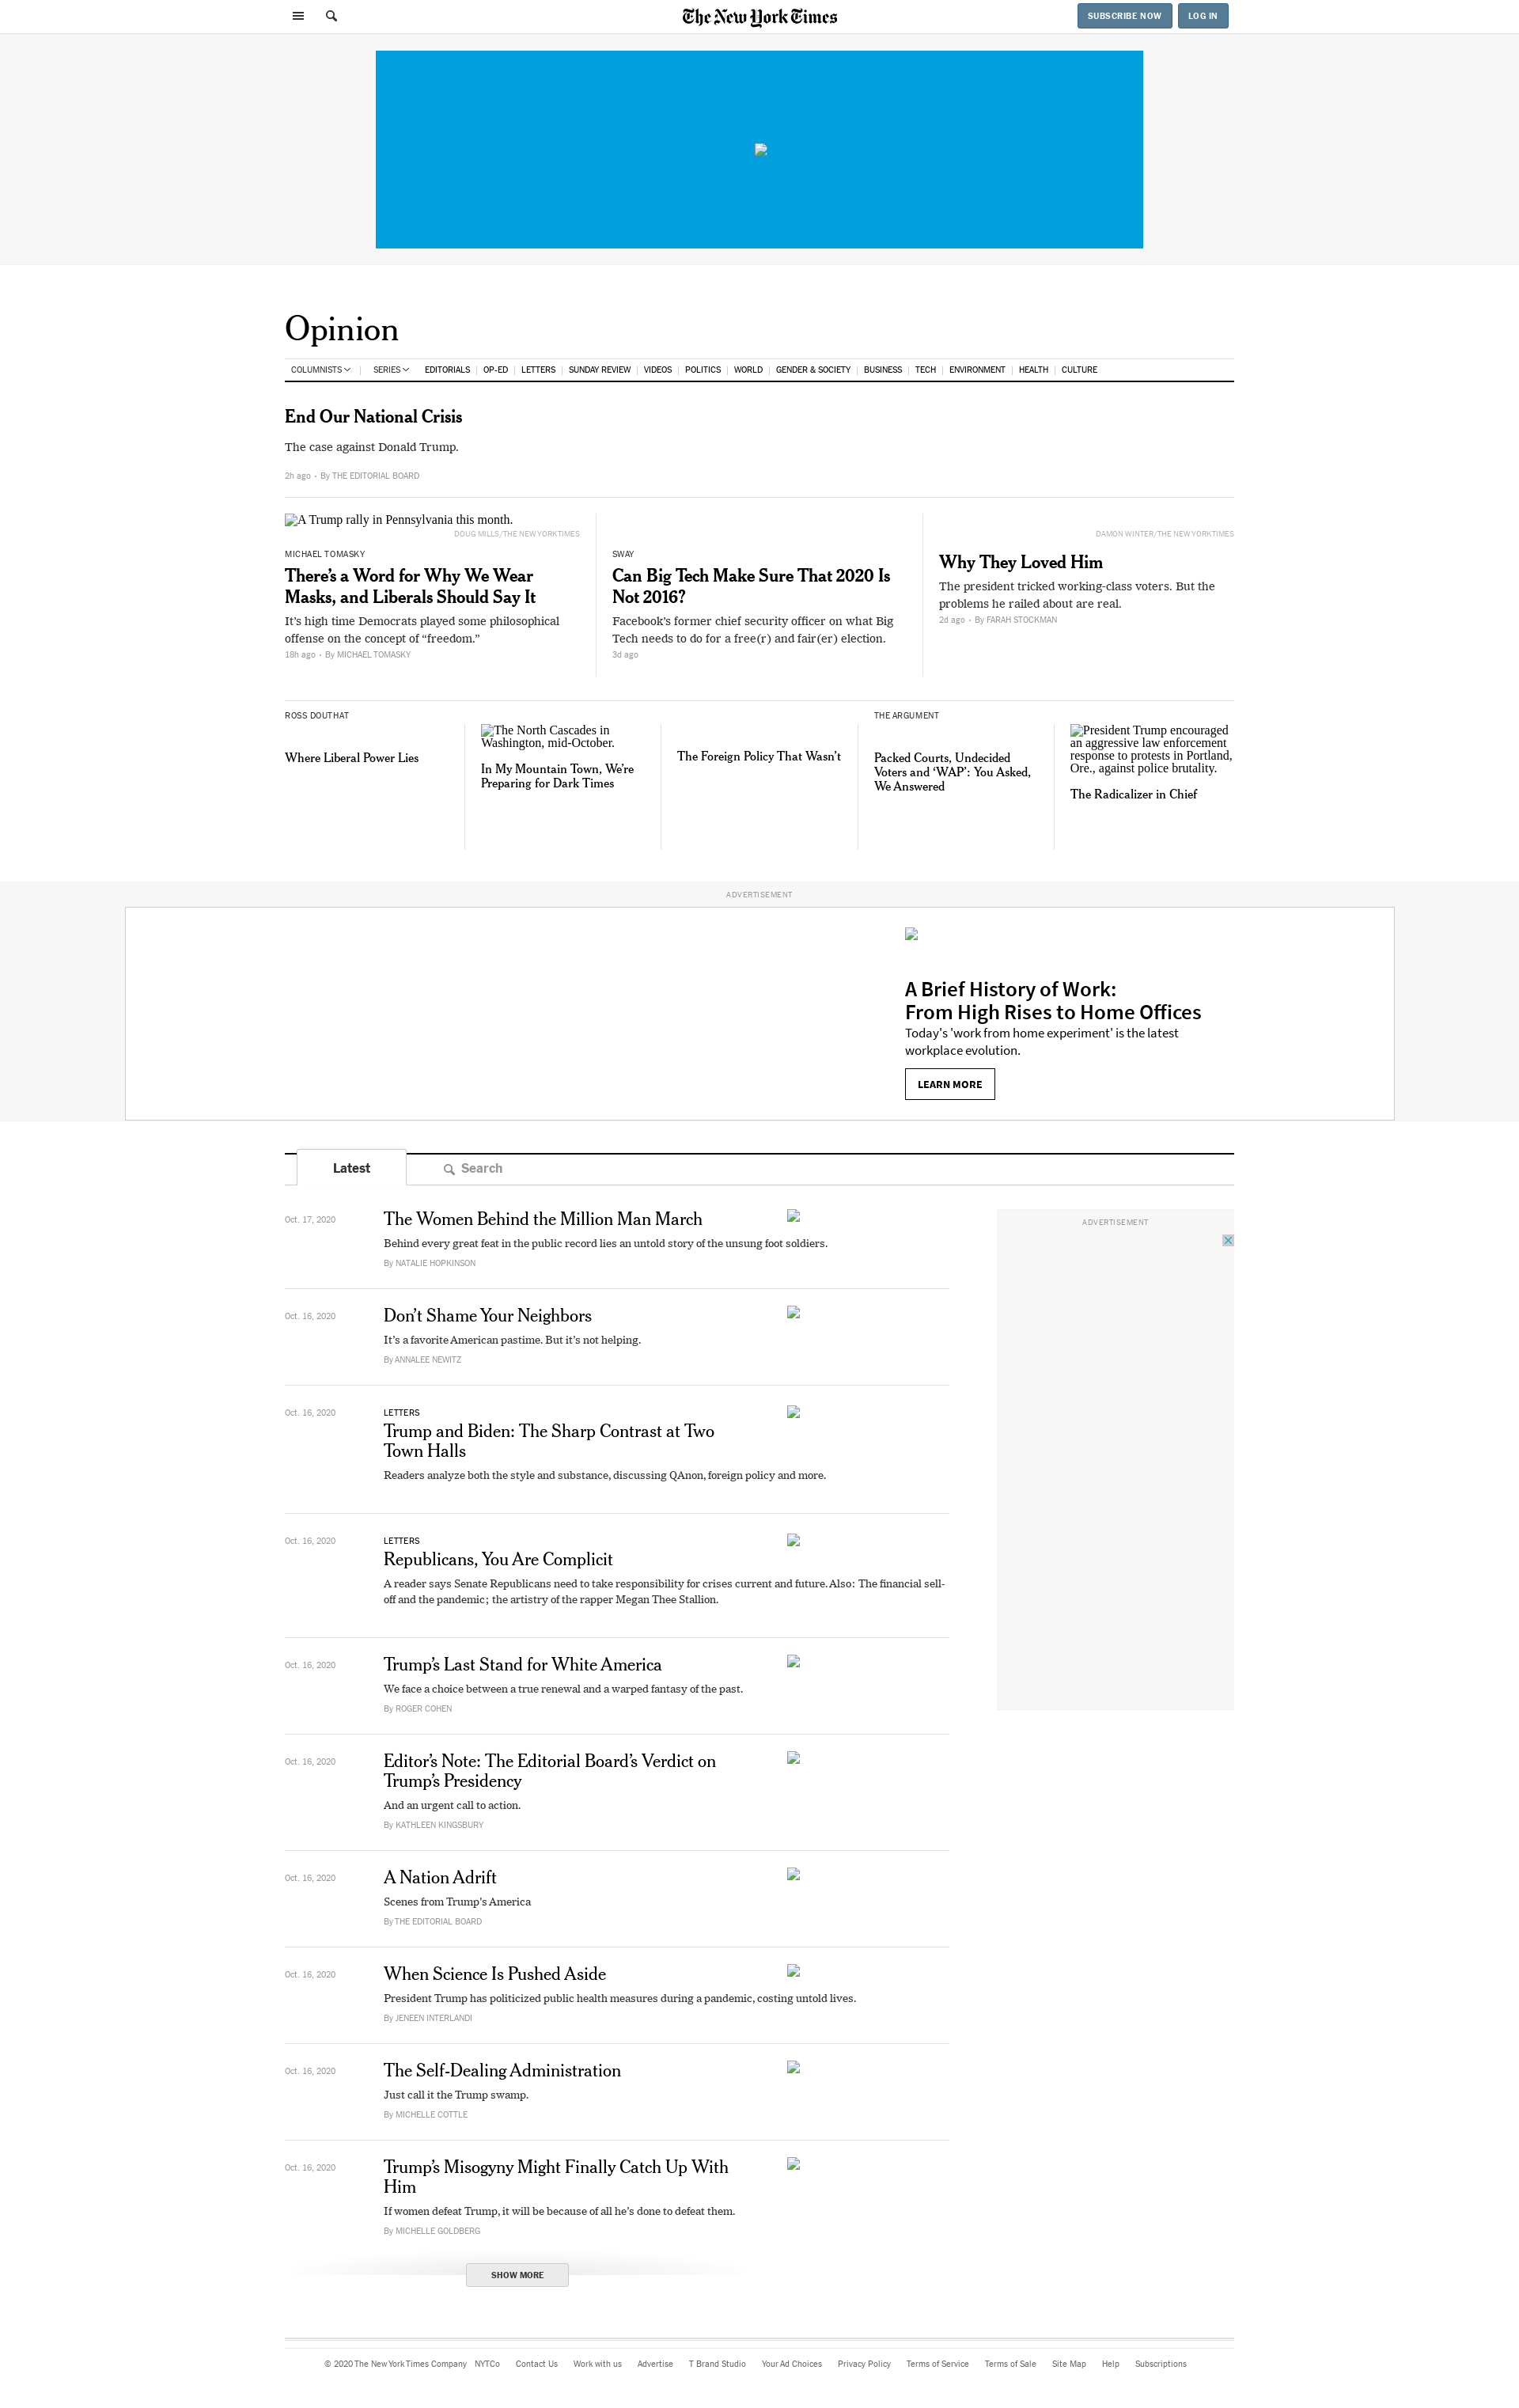 The New York Times
SUBSCRIBE NOW
LOG IN
Opinion
COLUMNISTS
SERIES
EDITORIALS
OP-ED
LETTERS
SUNDAY REVIEW
VIDEOS
POLITICS
WORLD
GENDER & SOCIETY
BUSINESS
TECH
ENVIRONMENT
HEALTH
CULTURE
End Our National Crisis
The case against Donald Trump.
2h ago • By THE EDITORIAL BOARD
A Trump rally in Pennsylvania this month.
DOUG MILLS/THE NEW YORK TIMES
MICHAEL TOMASKY
There’s a Word for Why We Wear
Masks, and Liberals Should Say It
It’s high time Democrats played some philosophical
offense on the concept of “freedom.”
18h ago • By MICHAEL TOMASKY
SWAY
Can Big Tech Make Sure That 2020 Is
Not 2016?
Facebook’s former chief security officer on what Big
Tech needs to do for a free(r) and fair(er) election.
3d ago
DAMON WINTER/THE NEW YORK TIMES
Why They Loved Him
The president tricked working-class voters. But the
problems he railed about are real.
2d ago • By FARAH STOCKMAN
ROSS DOUTHAT
Where Liberal Power Lies
The North Cascades in
Washington, mid-October.
In My Mountain Town, We’re
Preparing for Dark Times
The Foreign Policy That Wasn’t
THE ARGUMENT
Packed Courts, Undecided
Voters and ‘WAP’: You Asked,
We Answered
President Trump encouraged
an aggressive law enforcement
response to protests in Portland,
Ore., against police brutality.
The Radicalizer in Chief
ADVERTISEMENT
A Brief History of Work:
From High Rises to Home Offices
Today's 'work from home experiment' is the latest
workplace evolution.
LEARN MORE
Latest
Search
ADVERTISEMENT
Oct. 17, 2020
The Women Behind the Million Man March
Behind every great feat in the public record lies an untold story of the unsung foot soldiers.
By NATALIE HOPKINSON
Oct. 16, 2020
Don’t Shame Your Neighbors
It’s a favorite American pastime. But it’s not helping.
By ANNALEE NEWITZ
Oct. 16, 2020
LETTERS
Trump and Biden: The Sharp Contrast at Two
Town Halls
Readers analyze both the style and substance, discussing QAnon, foreign policy and more.
Oct. 16, 2020
LETTERS
Republicans, You Are Complicit
A reader says Senate Republicans need to take responsibility for crises current and future. Also: The financial sell-
off and the pandemic; the artistry of the rapper Megan Thee Stallion.
Oct. 16, 2020
Trump’s Last Stand for White America
We face a choice between a true renewal and a warped fantasy of the past.
By ROGER COHEN
Oct. 16, 2020
Editor’s Note: The Editorial Board’s Verdict on
Trump’s Presidency
And an urgent call to action.
By KATHLEEN KINGSBURY
Oct. 16, 2020
A Nation Adrift
Scenes from Trump’s America
By THE EDITORIAL BOARD
Oct. 16, 2020
When Science Is Pushed Aside
President Trump has politicized public health measures during a pandemic, costing untold lives.
By JENEEN INTERLANDI
Oct. 16, 2020
The Self-Dealing Administration
Just call it the Trump swamp.
By MICHELLE COTTLE
Oct. 16, 2020
Trump’s Misogyny Might Finally Catch Up With
Him
If women defeat Trump, it will be because of all he’s done to defeat them.
By MICHELLE GOLDBERG
SHOW MORE
© 2020 The New York Times Company NYTCo Contact Us Work with us Advertise T Brand Studio Your Ad Choices Privacy Policy Terms of Service Terms of Sale Site Map Help Subscriptions